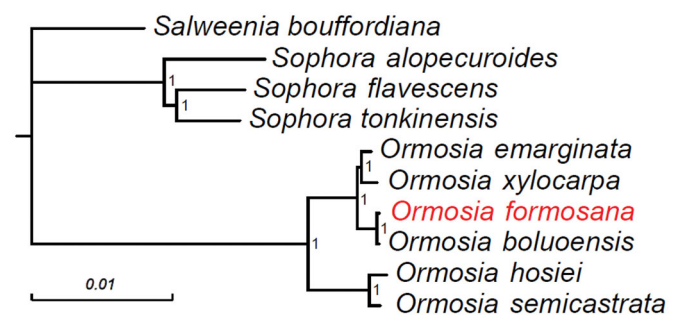 Salweenia bouffordiana
Sophora alopecuroides
1
Sophora flavescens
1
Sophora tonkinensis
Ormosia emarginata
1
Ormosia xylocarpa
1
Ormosia formosana
1
Ormosia boluoensis
1
Ormosia hosiei
0.01
1
Ormosia semicastrata